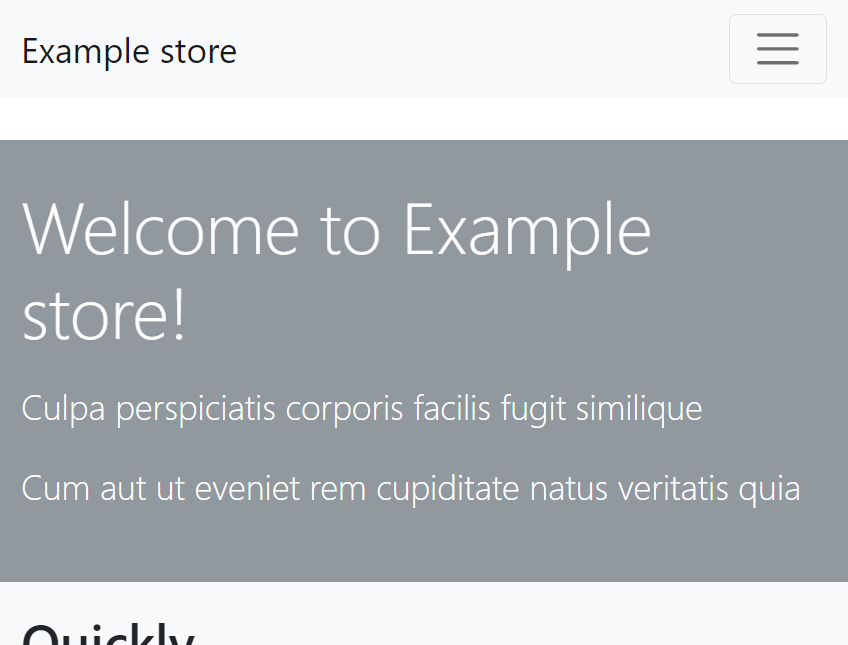 Example store
Welcome to Example
store!
Culpa perspiciatis corporis facilis fugit similique
Cum aut ut eveniet rem cupiditate natus veritatis quia
Quickly